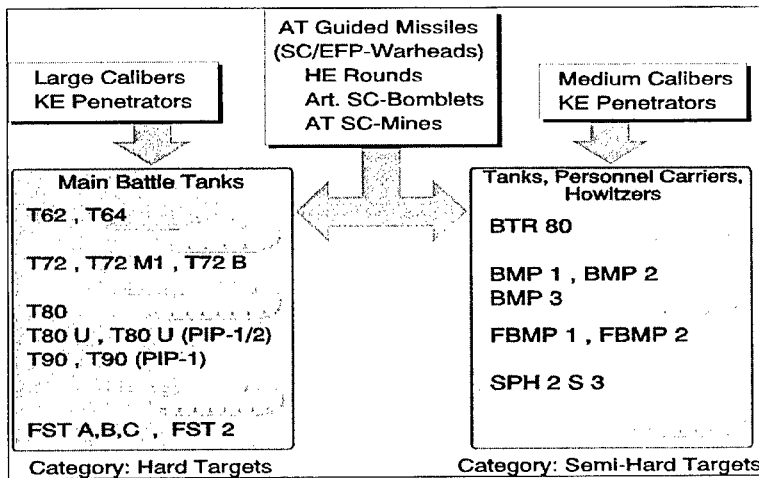 AT Guided Missiles
(SC/EFP-Warheads)
HE Rounds
Art. SC-Bomblets
AT SC-Mines
Large Calibers
KE Penetrators
Medium Calibers
KE Penetrators
Main Battle Tanks
T62 , T64
T72 , T72 M1 , T72 B
T80
T80 U , T80 U (PIP-1/2)
T90 , T90 (PIP-1)
FST A,B,C , FST 2
Category: Hard Targets
Tanks, Personnel Carriers,
Howitzers
BTR 80
BMP 1 , BMP 2
BMP 3
FBMP 1 , FBMP 2
SPH 2 S 3
Category: Semi-Hard Targets